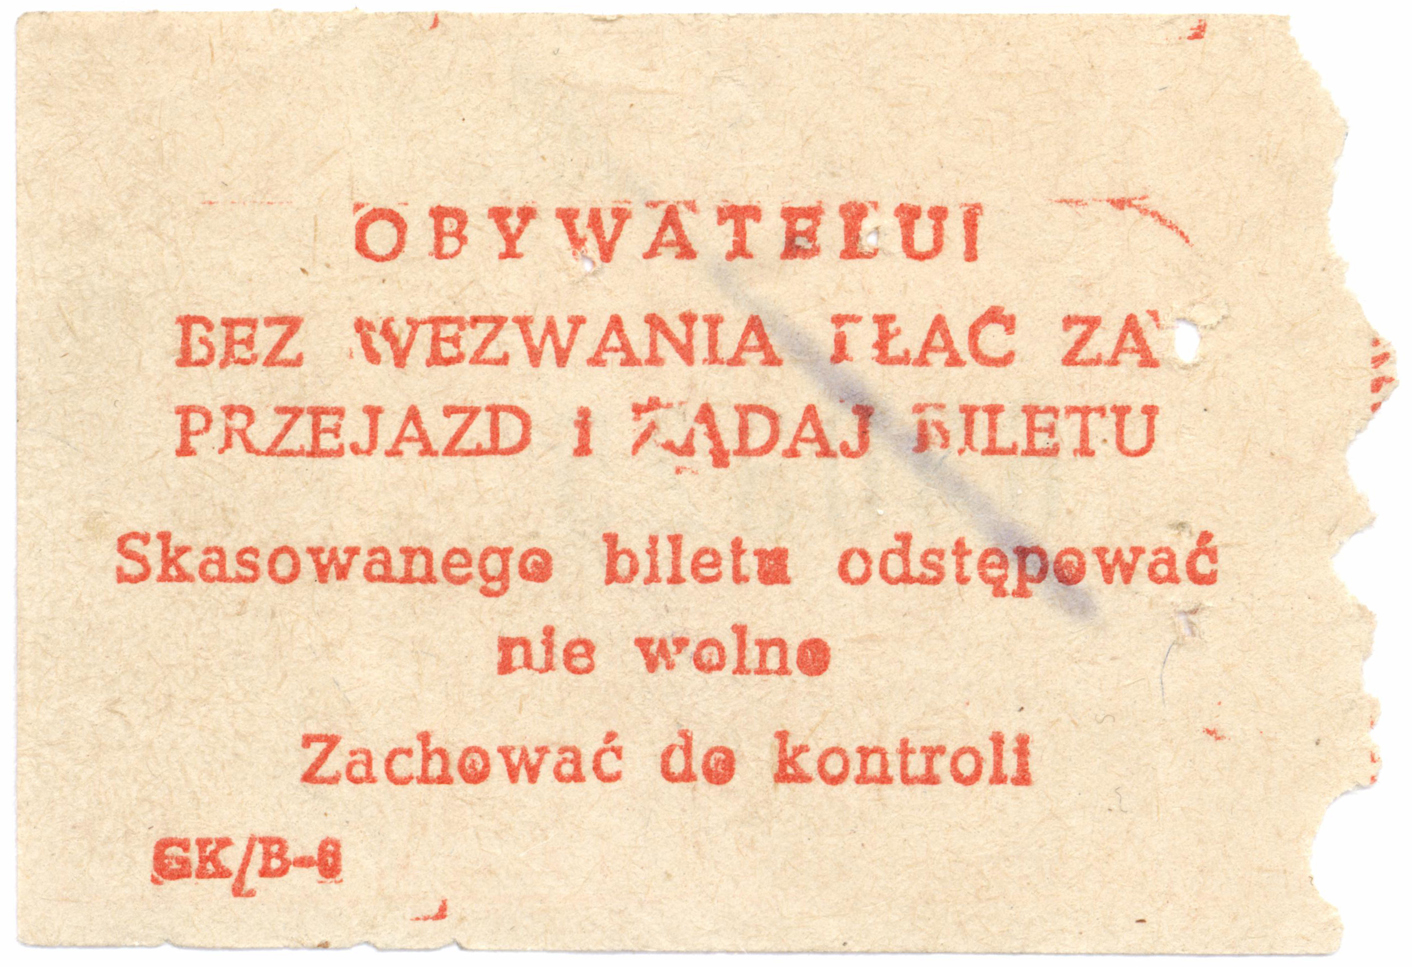 OBYWATELU!
BEZ WEZWANIA PŁAĆ ZA
PRZEJAZD i ŻĄDAJ BILETU
Skasowanego biletu odstępować
nie wolno
Zachować do kontroli
GK/B-6